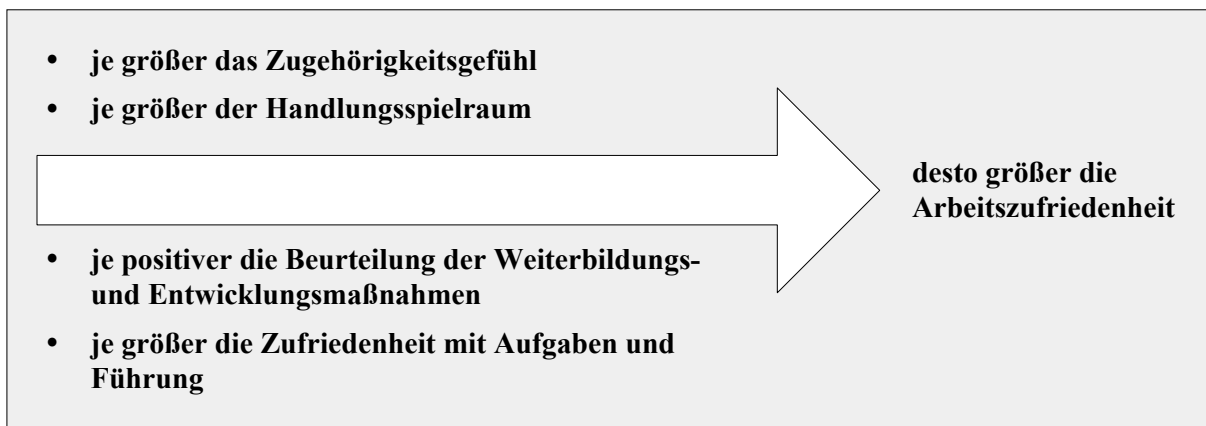 • je größer das Zugehörigkeitsgefühl
• je größer der Handlungsspielraum
desto größer die
Arbeitszufriedenheit
• je positiver die Beurteilung der Weiterbildungs-
und Entwicklungsmaßnahmen
• je größer die Zufriedenheit mit Aufgaben und
Führung